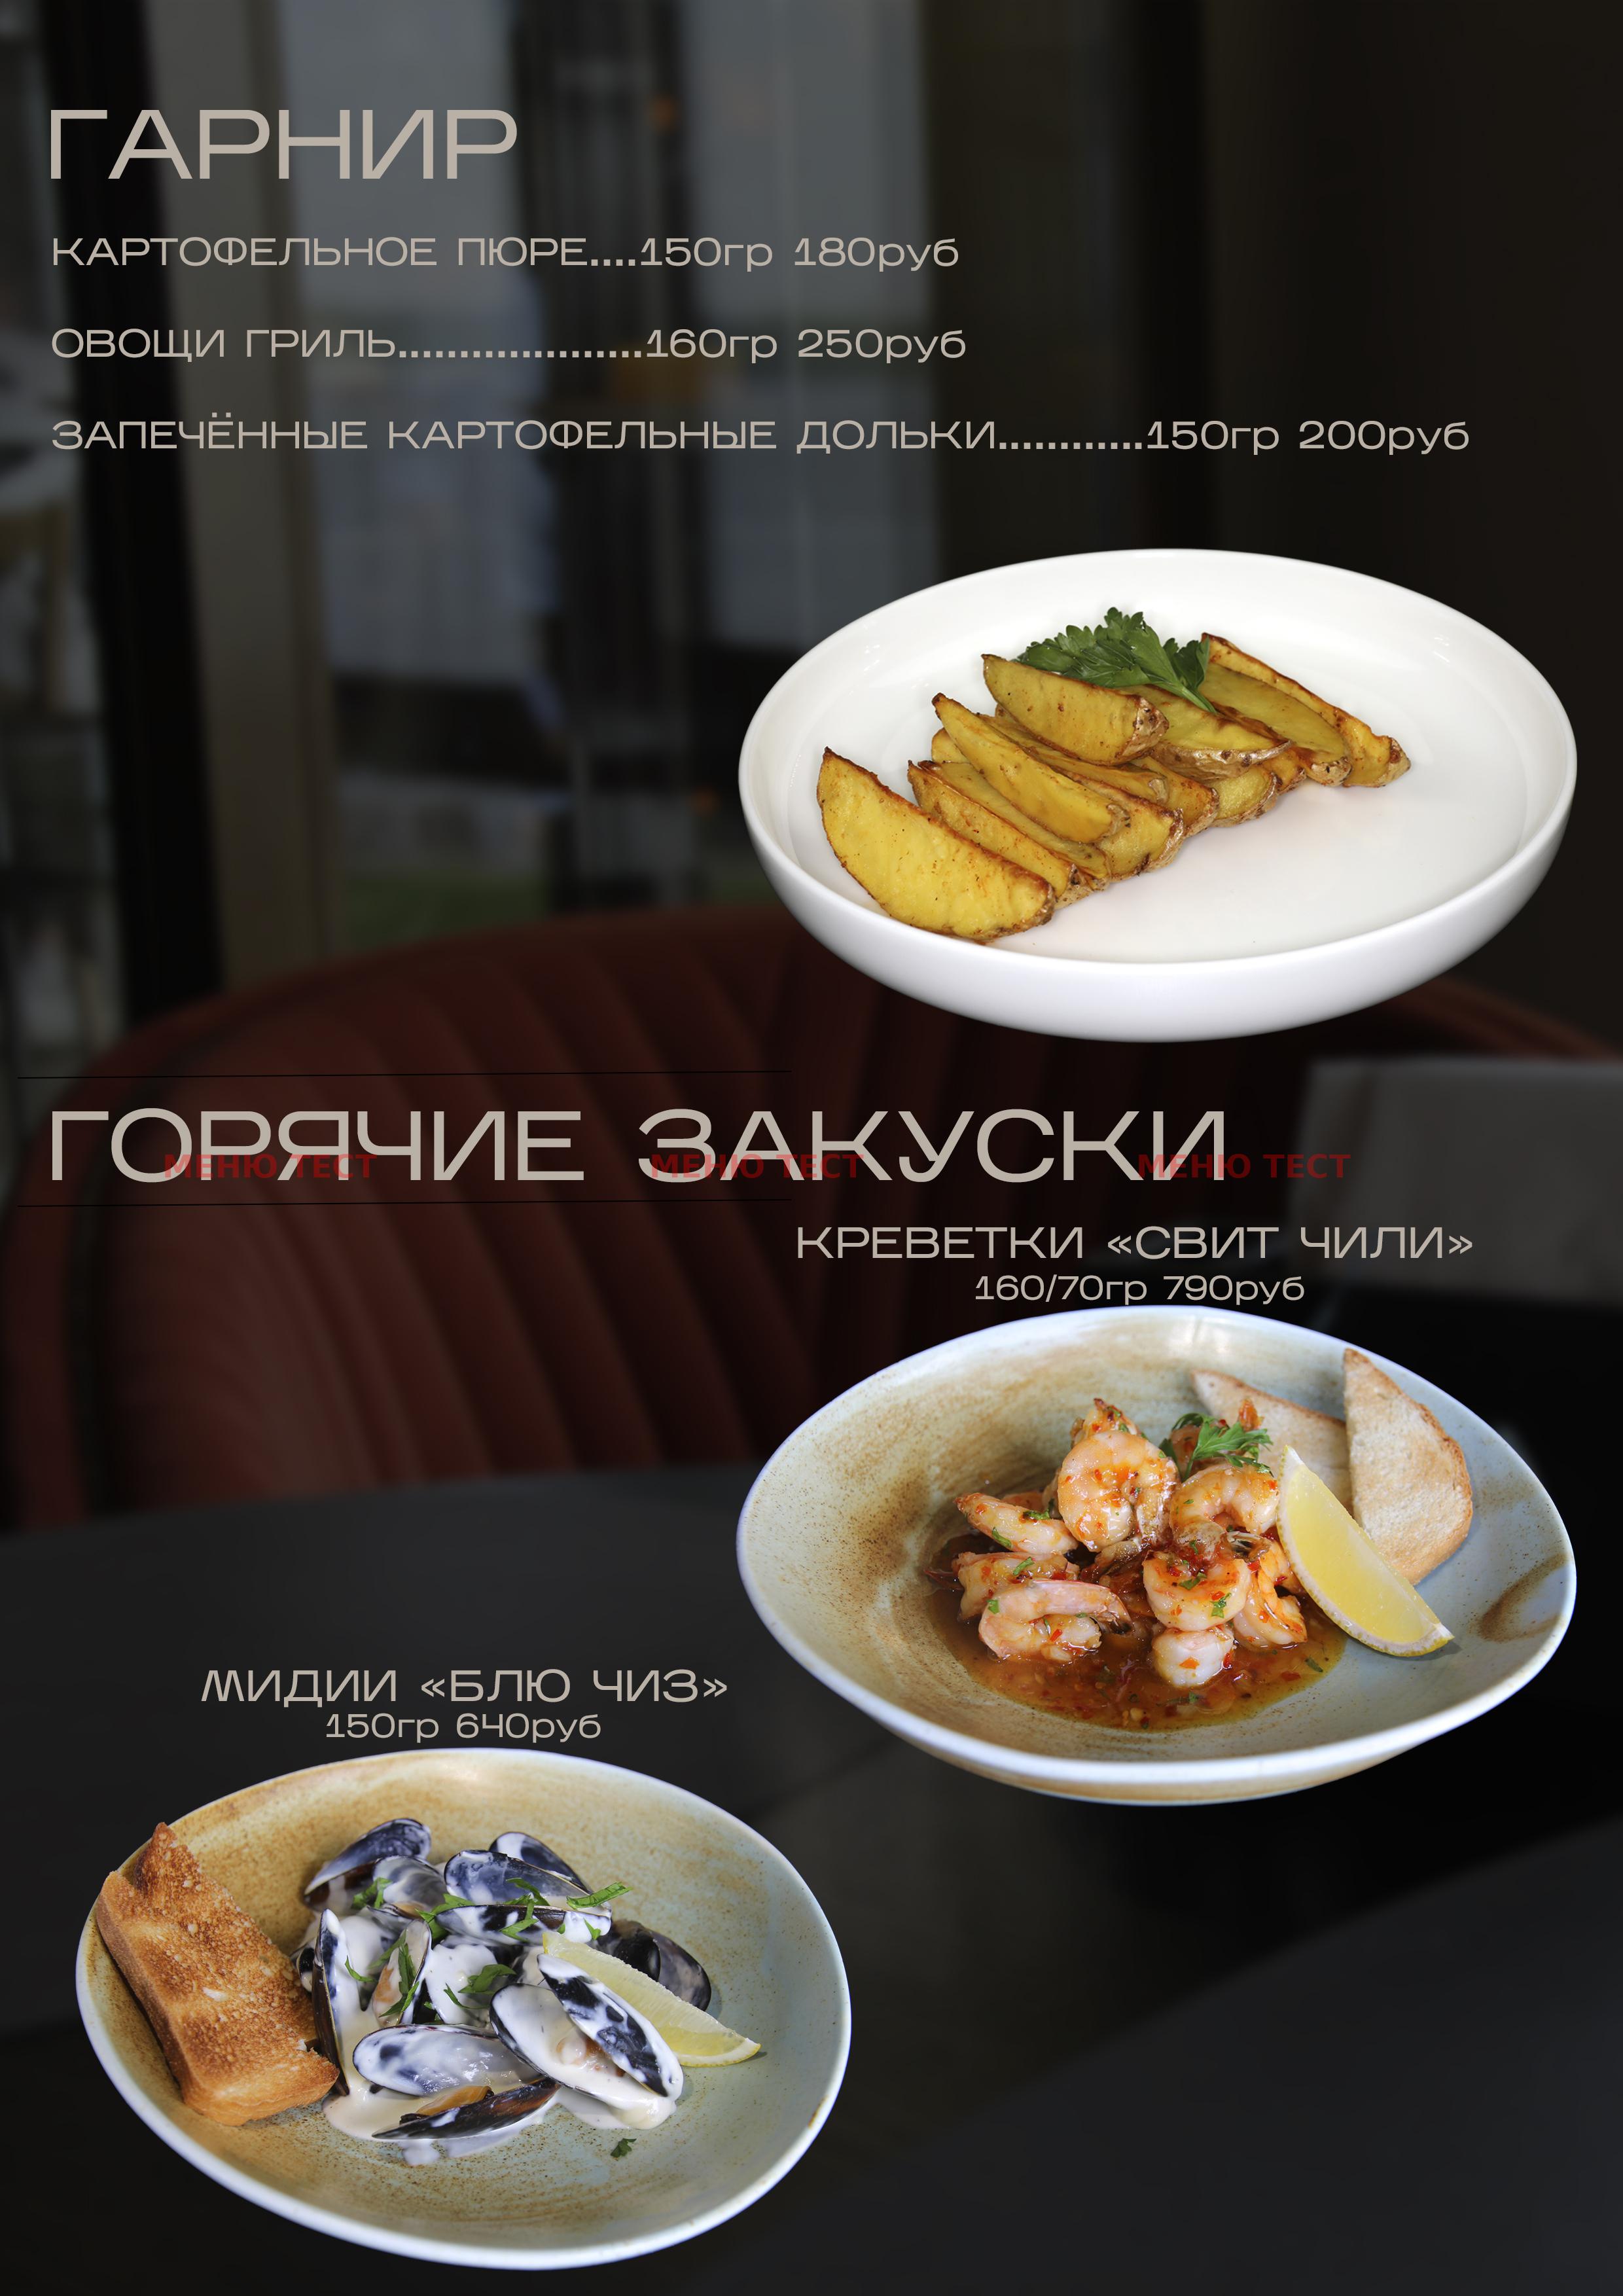 ГАРНИР
КАРТОФЕЛЬНОЕ ПЮРЕ....150гр 180руб
ОВОЩИ ГРИЛЬ....................160гр 250руб
ЗАПЕЧЁННЫЕ КАРТОФЕЛЬНЫЕ ДОЛЬКИ............150гр 200руб
ГОРЯЧИЕ ЗАКУСКИ
МЕНЮ ТЕСТ МЕНЮ ТЕСТ МЕНЮ ТЕСТ
КРЕВЕТКИ «СВИТ ЧИЛИ»
160/70гр 790руб
МИДИИ «БЛЮ ЧИЗ»
150гр 640руб